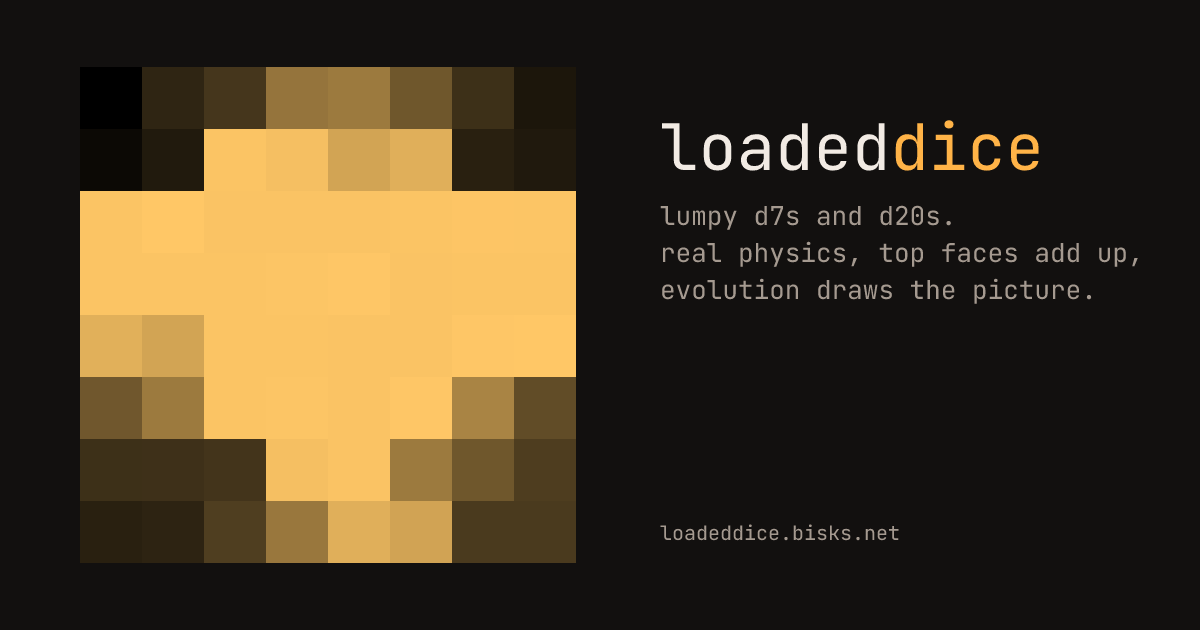 loadeddice
lumpy d7s and d20s.
real physics, top faces add up,
evolution draws the picture.
loadeddice.bisks.net